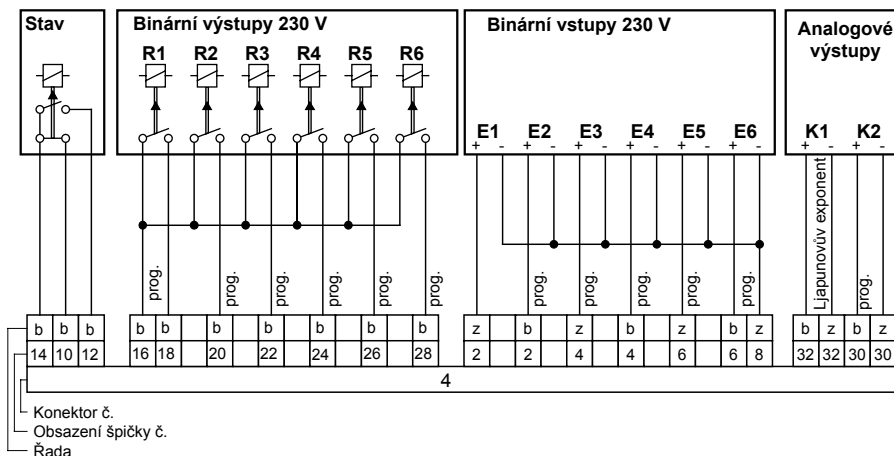 Stav
Binární výstupy 230 V
Binární vstupy 230 V
Analogové
výstupy
R1 R2 R3 R4 R5 R6
E1 E2 E3 E4 E5 E6
K1 K2
+ - + - + - + - + - + -
+ - + -
prog. prog. prog. prog. prog. prog.
prog. prog. prog. prog. prog.
Ljapunovův exponent
prog.
b b b b b b b b b b z b z b z b z b z b z
14 10 12 16 18 20 22 24 26 28 2 2 4 4 6 6 8 32 32 30 30
4
Konektor č.
Obsazení špičky č.
Řada